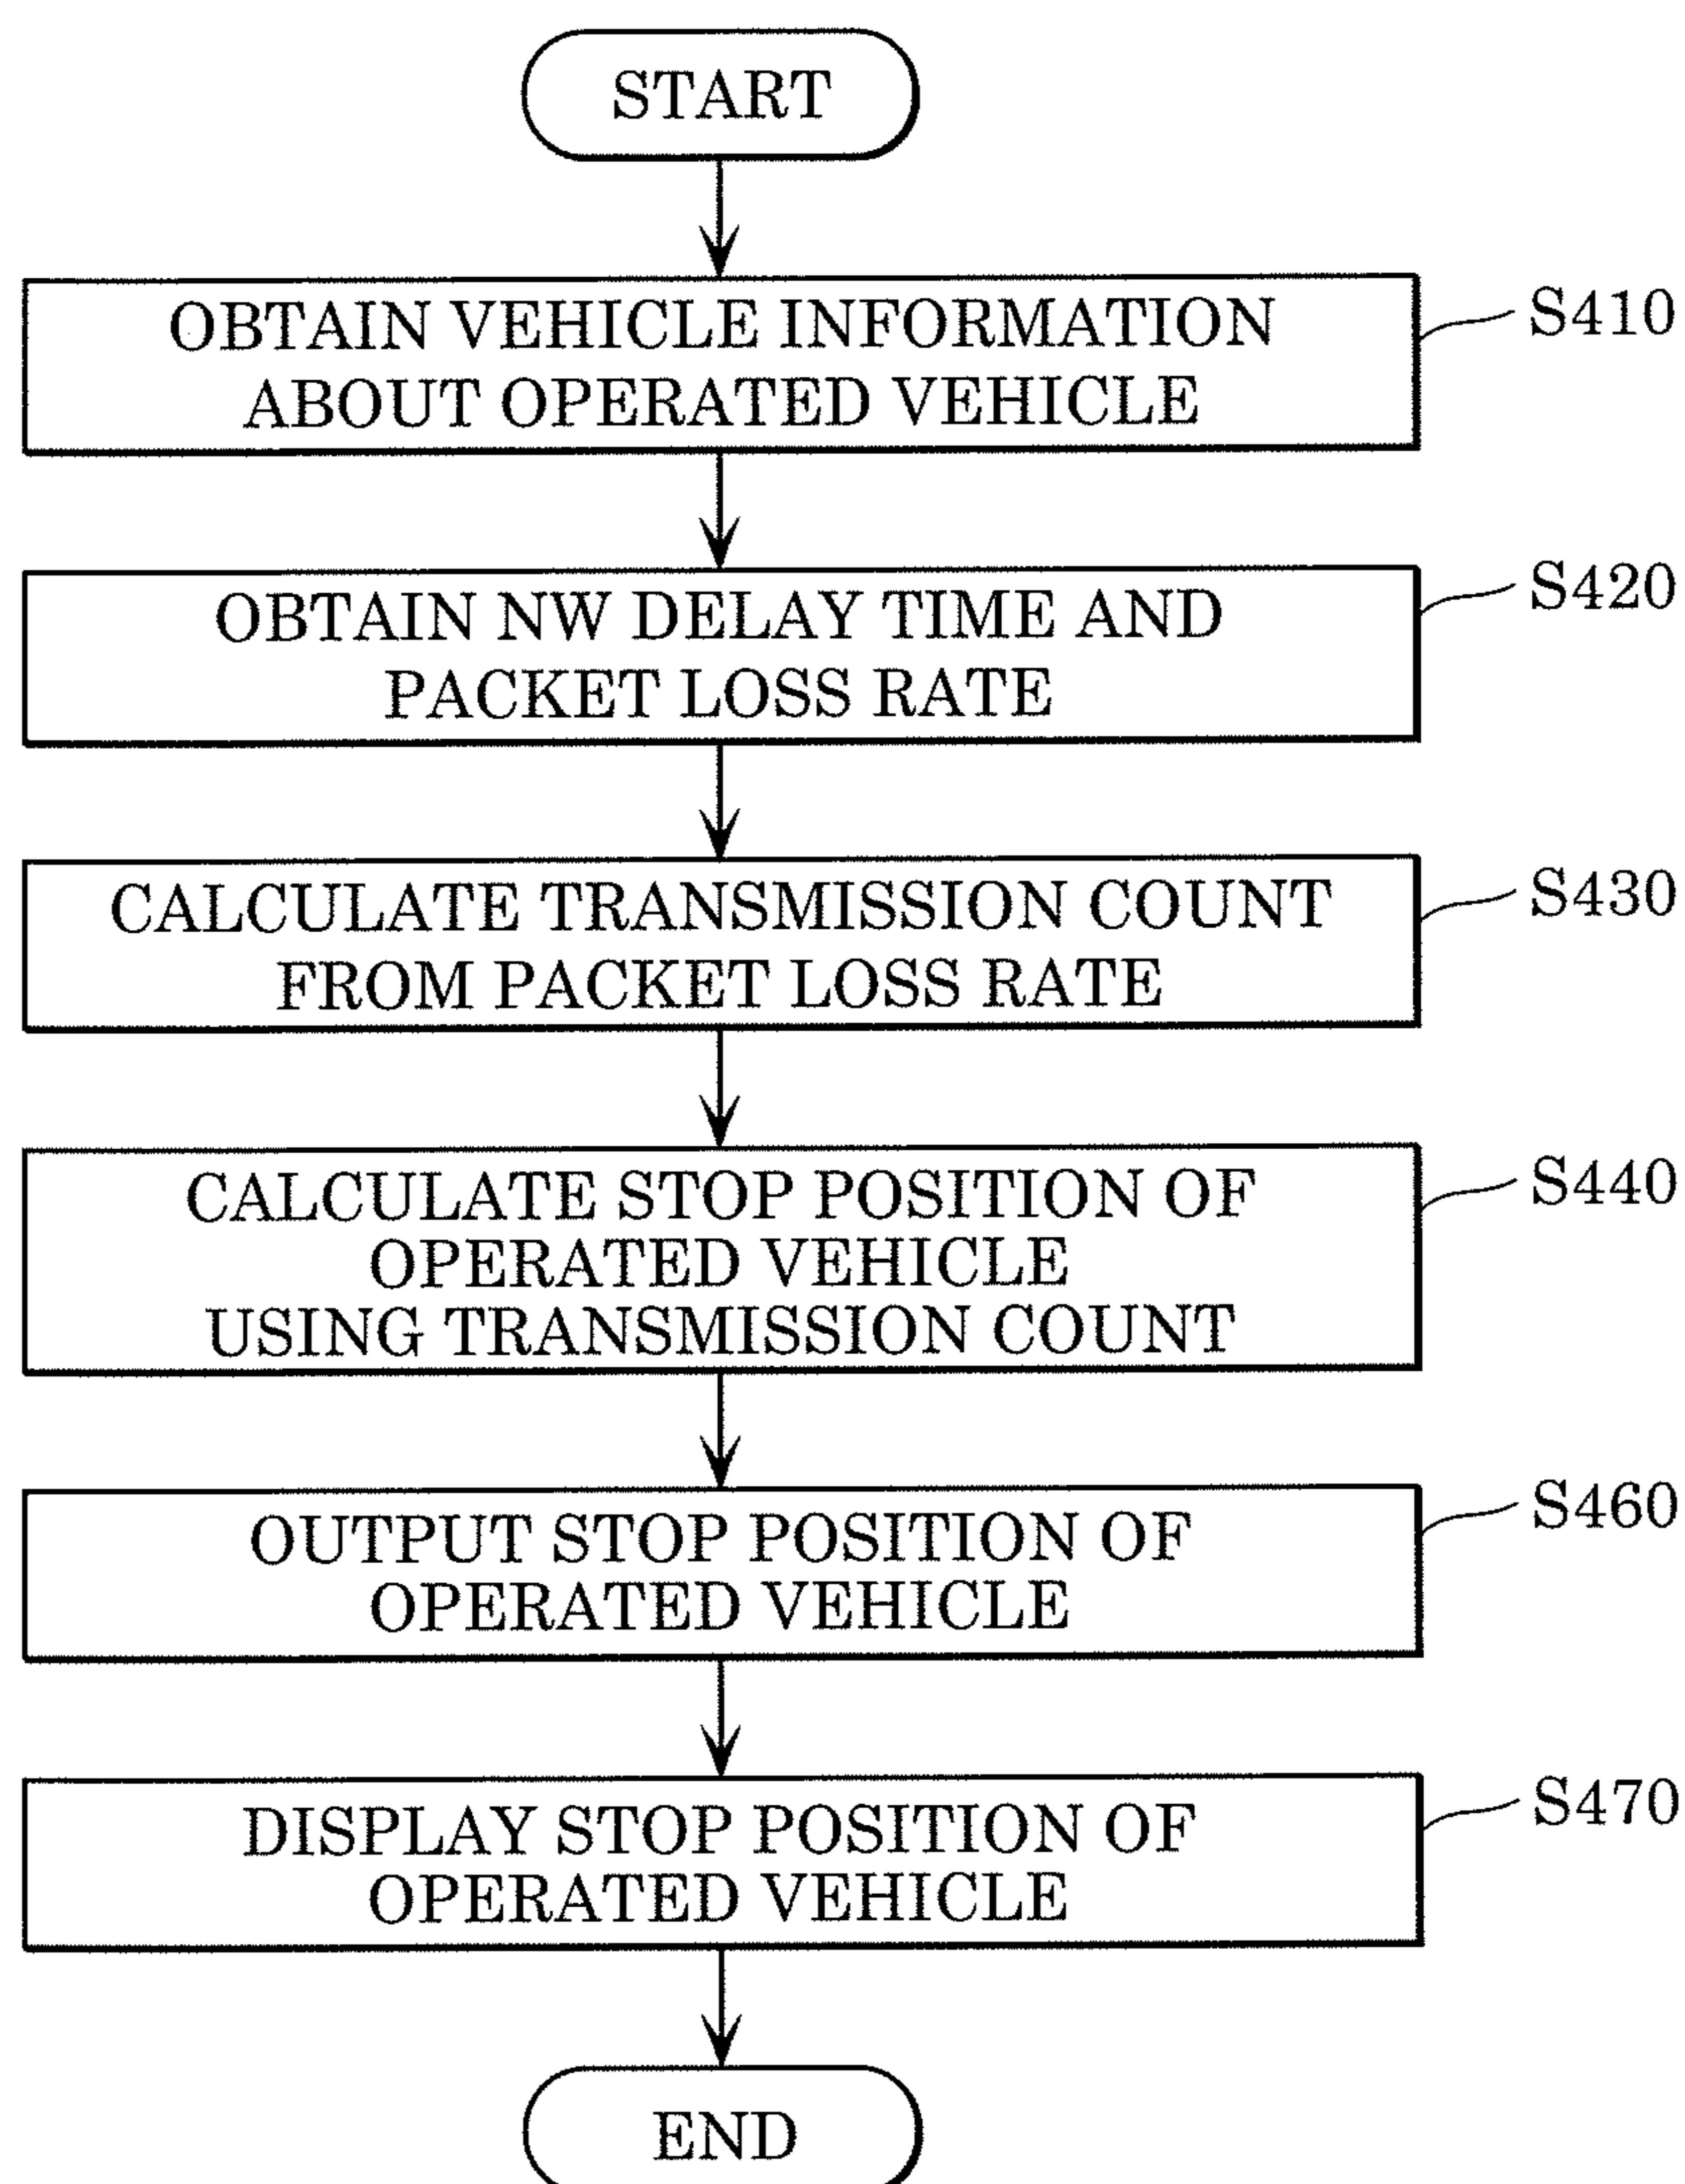 START
OBTAIN VEHICLE INFORMATION
ABOUT OPERATED VEHICLE
S410
OBTAIN NW DELAY TIME AND
PACKET LOSS RATE
S420
CALCULATE TRANSMISSION COUNT
FROM PACKET LOSS RATE
S430
CALCULATE STOP POSITION OF
OPERATED VEHICLE
USING TRANSMISSION COUNT
S440
OUTPUT STOP POSITION OF
OPERATED VEHICLE
S460
DISPLAY STOP POSITION OF
OPERATED VEHICLE
S470
END